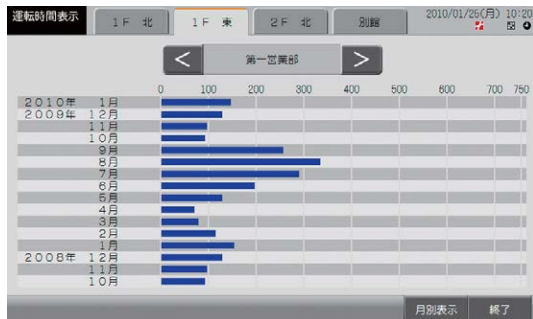 運転時間表示 1F 北 1F 東 2F 北 別館 2010/01/25(月) 10:20
< 第一営業部 >
0 100 200 300 400 500 600 700 750
2010年 1月
2009年 12月
11月
10月
9月
8月
7月
6月
5月
4月
3月
2月
1月
2008年 12月
11月
10月
月別表示 終了